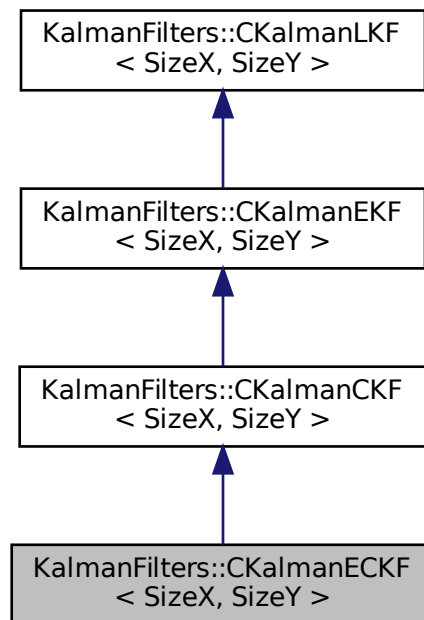 KalmanFilters::CKalmanLKF
< SizeX, SizeY >
KalmanFilters::CKalmanEKF
< SizeX, SizeY >
KalmanFilters::CKalmanCKF
< SizeX, SizeY >
KalmanFilters::CKalmanECKF
< SizeX, SizeY >